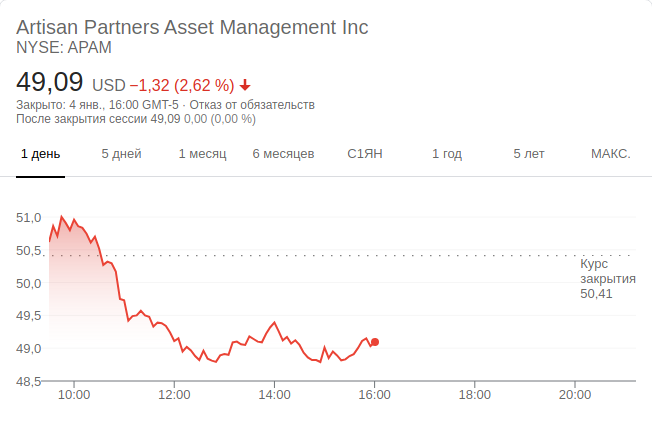 Artisan Partners Asset Management Inc
NYSE: APAM
49,09 USD −1,32 (2,62 %)
Закрыто: 4 янв., 16:00 GMT-5 · Отказ от обязательств
После закрытия сессии 49,09 0,00 (0,00 %)
1 день 5 дней 1 месяц 6 месяцев С1ЯН 1 год 5 лет МАКС.
51,0
50,5
Курс
закрытия
50,41
50,0
49,5
49,0
48,5
10:00 12:00 14:00 16:00 18:00 20:00